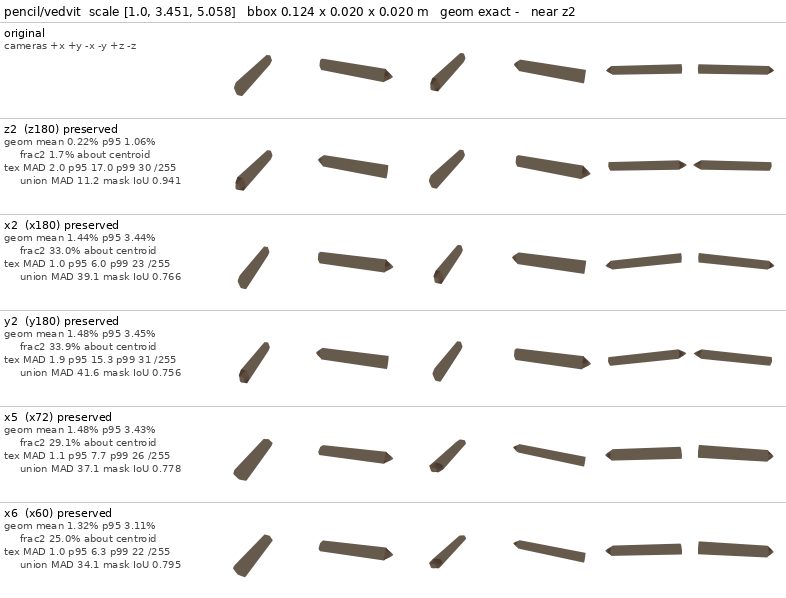 pencil/vedvit  scale [1.0, 3.451, 5.058]   bbox 0.124 x 0.020 x 0.020 m   geom exact -   near z2
original
cameras +x +y -x -y +z -z
z2  (z180) preserved
geom mean 0.22% p95 1.06%
frac2 1.7% about centroid
tex MAD 2.0 p95 17.0 p99 30 /255
union MAD 11.2 mask IoU 0.941
x2  (x180) preserved
geom mean 1.44% p95 3.44%
frac2 33.0% about centroid
tex MAD 1.0 p95 6.0 p99 23 /255
union MAD 39.1 mask IoU 0.766
y2  (y180) preserved
geom mean 1.48% p95 3.45%
frac2 33.9% about centroid
tex MAD 1.9 p95 15.3 p99 31 /255
union MAD 41.6 mask IoU 0.756
x5  (x72) preserved
geom mean 1.48% p95 3.43%
frac2 29.1% about centroid
tex MAD 1.1 p95 7.7 p99 26 /255
union MAD 37.1 mask IoU 0.778
x6  (x60) preserved
geom mean 1.32% p95 3.11%
frac2 25.0% about centroid
tex MAD 1.0 p95 6.3 p99 22 /255
union MAD 34.1 mask IoU 0.795